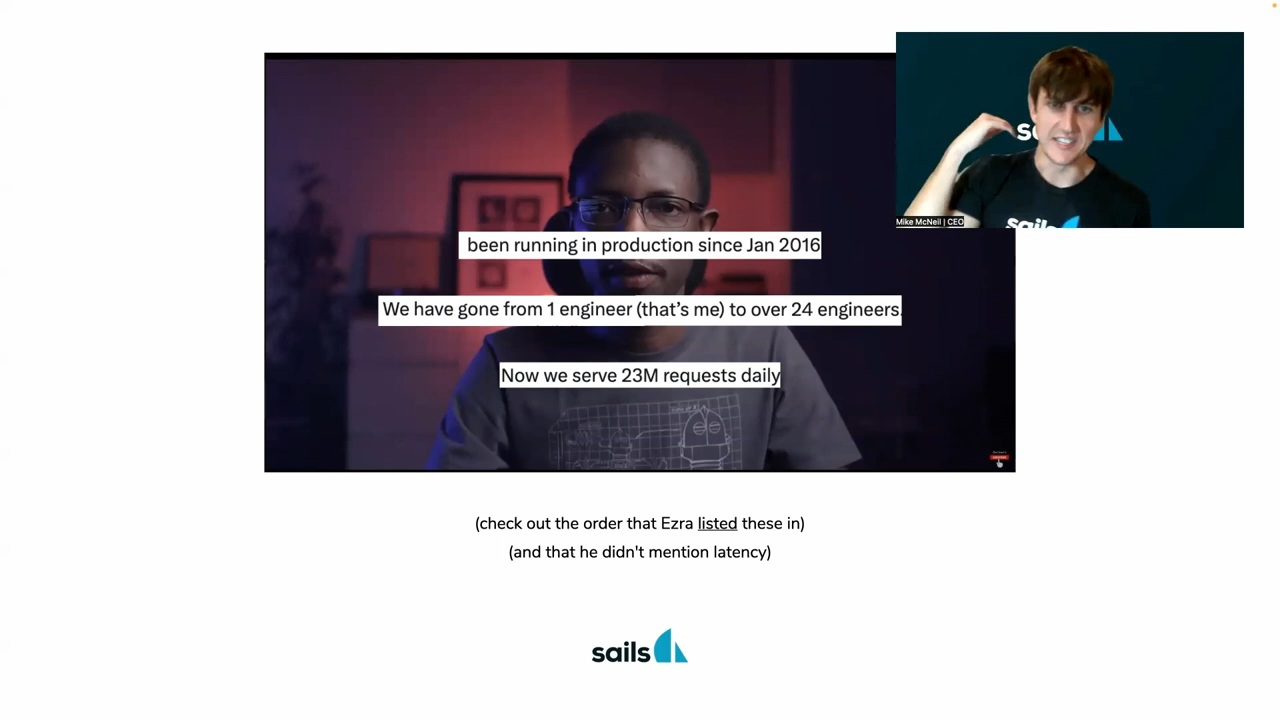 Mike McNeil | CEO
sails
been running in production since Jan 2016
We have gone from 1 engineer (that's me) to over 24 engineers.
Now we serve 23M requests daily
(check out the order that Ezra listed these in)
(and that he didn't mention latency)
sails